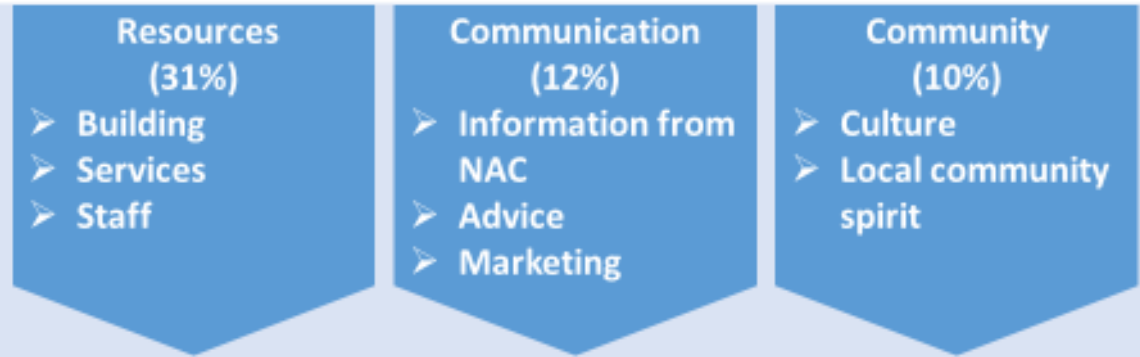 Resources
(31%)
➢ Building
➢ Services
➢ Staff
Communication
(12%)
➢ Information from
NAC
➢ Advice
➢ Marketing
Community
(10%)
➢ Culture
➢ Local community
spirit